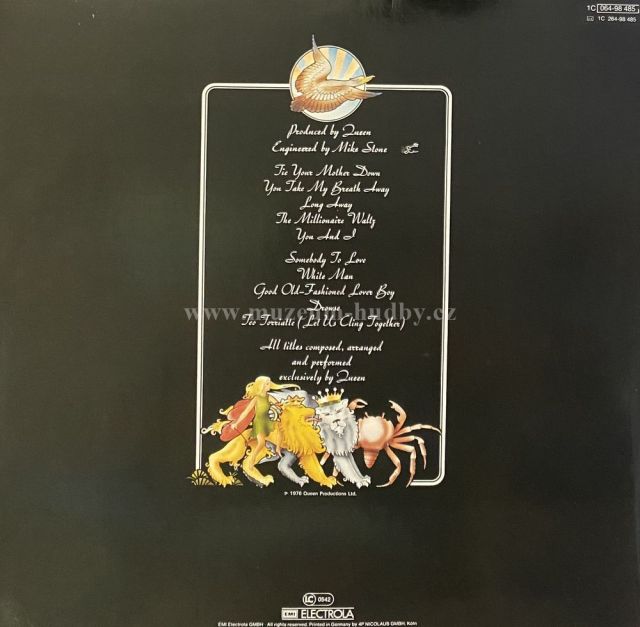 1C 064-98 485
1C 264-98 485
Produced by Queen
Engineered by Mike Stone
Tie Your Mother Down
You Take My Breath Away
Long Away
The Millionaire Waltz
You And I
Somebody To Love
White Man
Good Old-Fashioned Lover Boy
Drowse
www.muzeum-hudby.cz
Teo Torriatte (Let Us Cling Together)
All titles composed, arranged
and performed
exclusively by Queen
℗ 1976 Queen Productions Ltd.
LC 0542
EMI ELECTROLA
EMI Electrola GMBH All rights reserved. Printed in Germany by 4P NICOLAUS GMBH, Köln